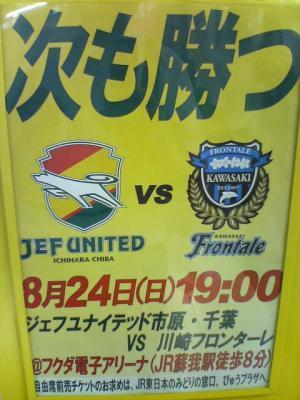 次も勝つ
VS
FRONTALE
KAWASAKI
JEF UNITED
ICHIHARA CHIBA
KAWASAKI
Frontale
8月24日(日) 19:00
ジェフユナイテッド市原・千葉
VS 川崎フロンターレ
@フクダ電子アリーナ(JR蘇我駅徒歩8分)
自由席前売チケットのお求めは、JR東日本のみどりの窓口、びゅうプラザへ